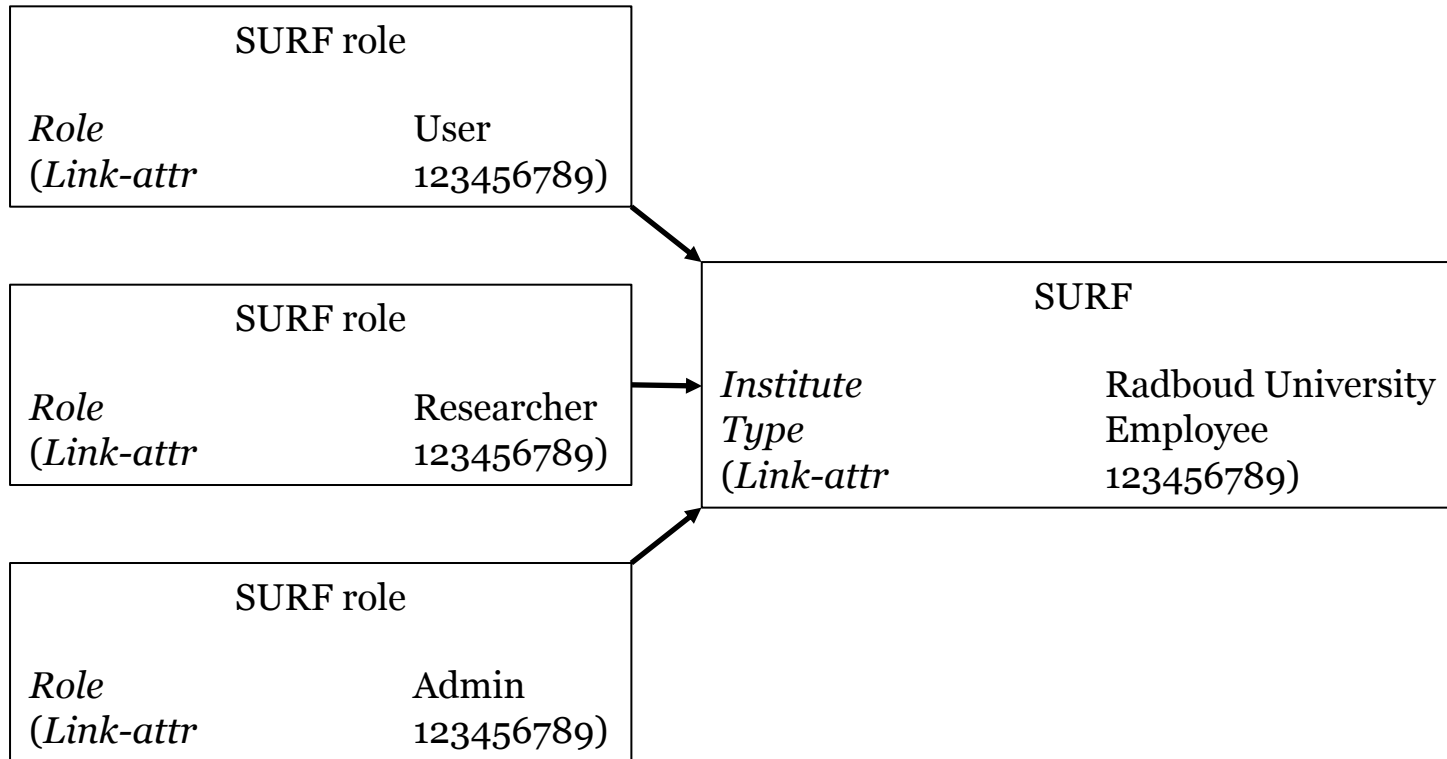 SURF role
Role User
(Link-attr 123456789)
SURF role
Role Researcher
(Link-attr 123456789)
SURF role
Role Admin
(Link-attr 123456789)
SURF
Institute Radboud University
Type Employee
(Link-attr 123456789)